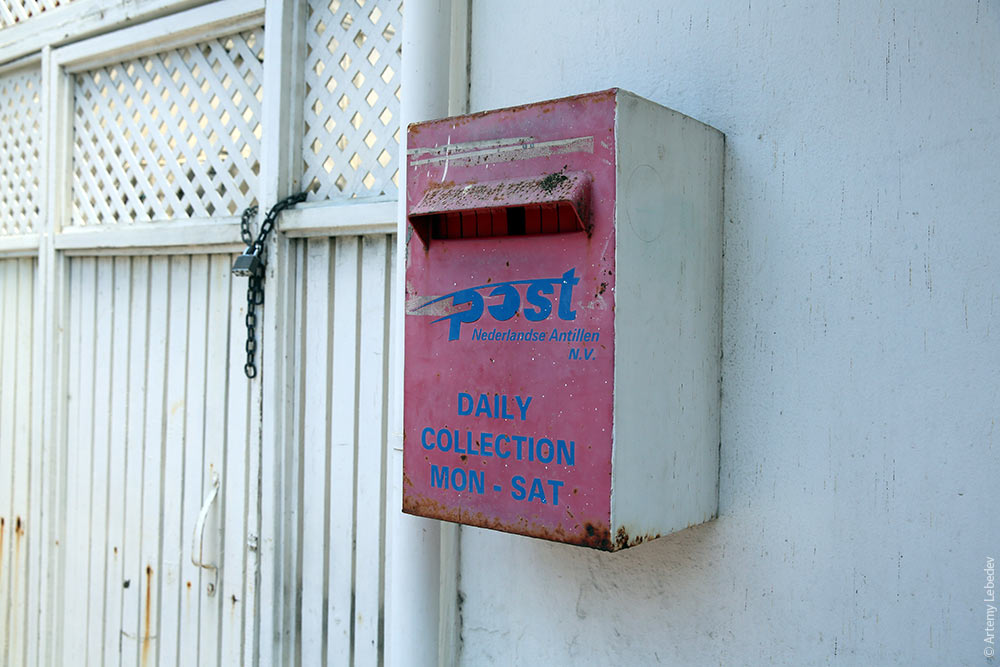 post
Nederlandse Antillen
N.V.
DAILY
COLLECTION
MON - SAT
© Artemy Lebedev